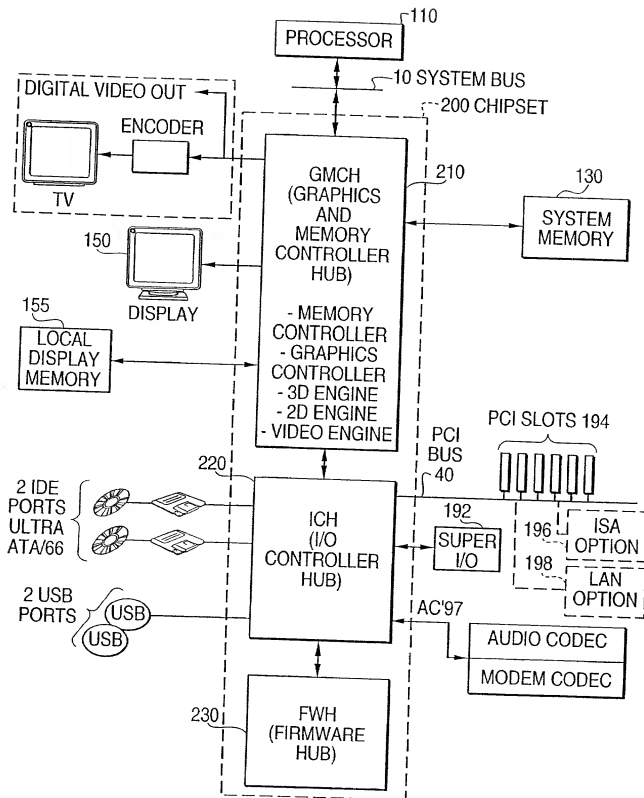 110
PROCESSOR
10 SYSTEM BUS
200 CHIPSET
DIGITAL VIDEO OUT
ENCODER
TV
GMCH
(GRAPHICS
AND
MEMORY
CONTROLLER
HUB)
- MEMORY
CONTROLLER
- GRAPHICS
CONTROLLER
- 3D ENGINE
- 2D ENGINE
- VIDEO ENGINE
210
130
SYSTEM
MEMORY
150
DISPLAY
155
LOCAL
DISPLAY
MEMORY
PCI SLOTS 194
PCI
BUS
40
220
2 IDE
PORTS
ULTRA
ATA/66
ICH
(I/O
CONTROLLER
HUB)
192
SUPER
I/O
196
ISA
OPTION
198
LAN
OPTION
2 USB
PORTS
USB
USB
AC'97
AUDIO CODEC
MODEM CODEC
230
FWH
(FIRMWARE
HUB)